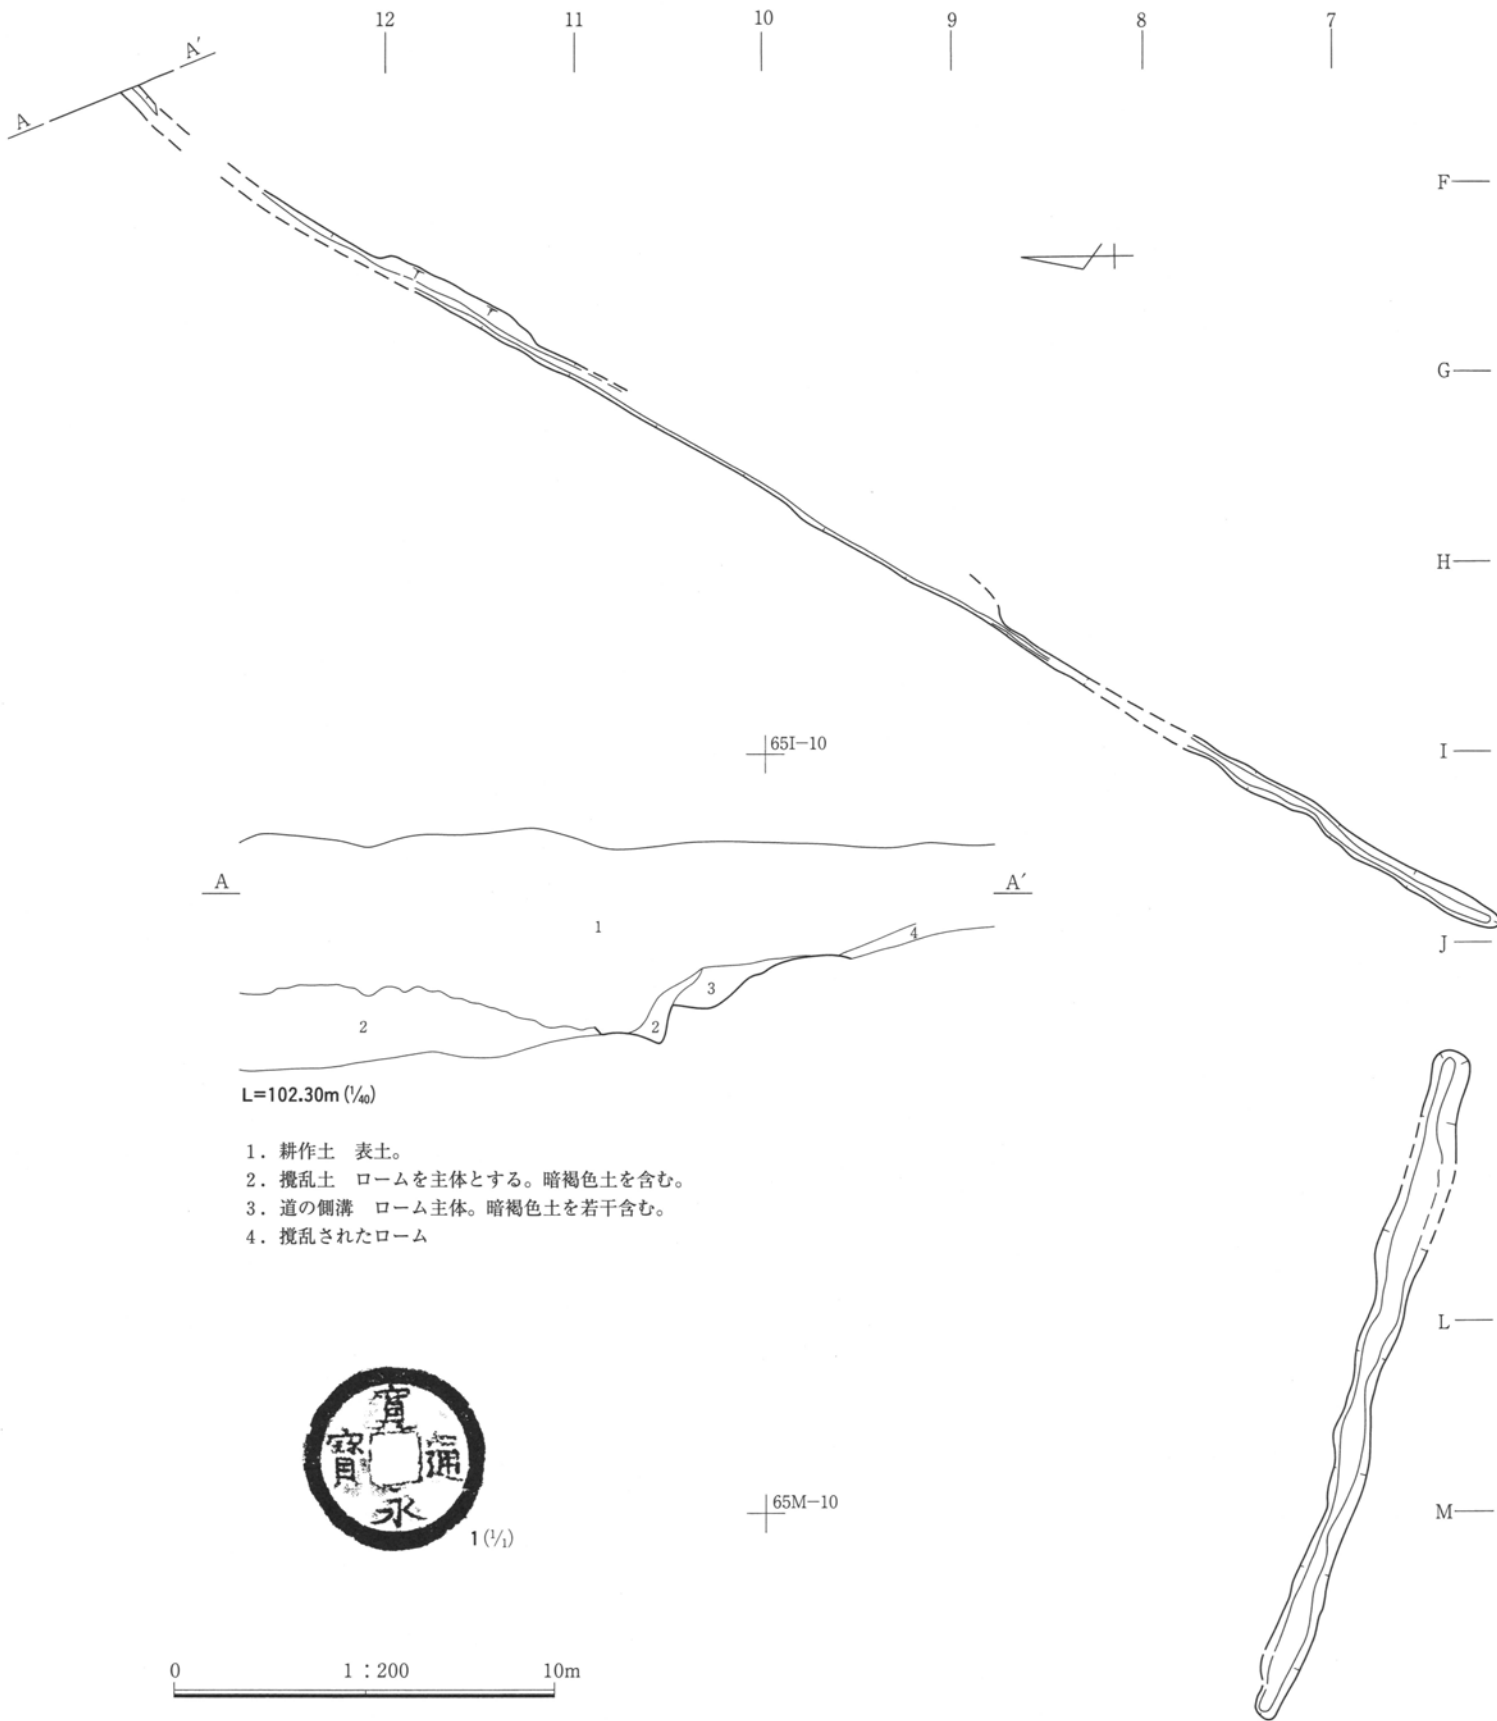 12 11 10 9 8 7
A′
A
F
G
H
65I−10
I
A A′
1
4
J
3
2 2
L=102.30m (1/40)
1．耕作土　表土。
2．攪乱土　ロームを主体とする。暗褐色土を含む。
3．道の側溝　ローム主体。暗褐色土を若干含む。
4．攪乱されたローム
L
寛
寳 通
永
1 (1/1)
65M−10
M
0 1：200 10m